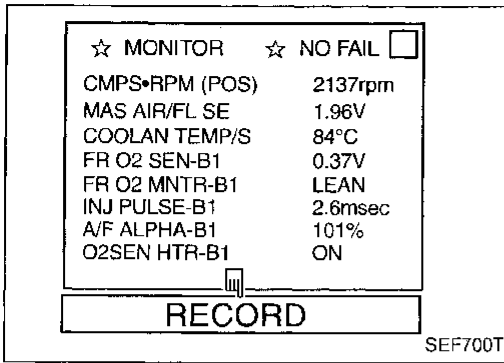 ☆ MONITOR ☆ NO FAIL
CMPS•RPM (POS) 2137rpm
MAS AIR/FL SE 1.96V
COOLAN TEMP/S 84°C
FR O2 SEN-B1 0.37V
FR O2 MNTR-B1 LEAN
INJ PULSE-B1 2.6msec
A/F ALPHA-B1 101%
O2SEN HTR-B1 ON
RECORD
SEF700T